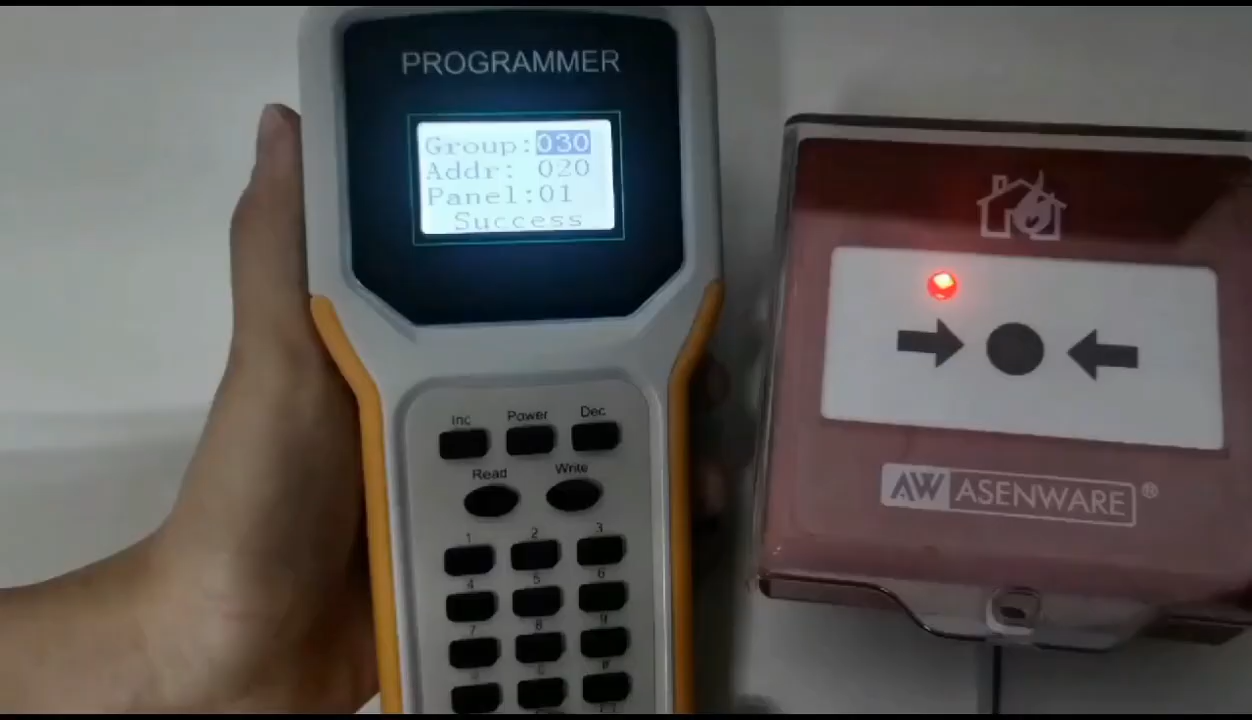 PROGRAMMER
Group:030
Addr: 020
Panel:01
Success
Inc Power Dec
Read Write
1 2 3
4 5 6
7 8 9
AW ASENWARE®